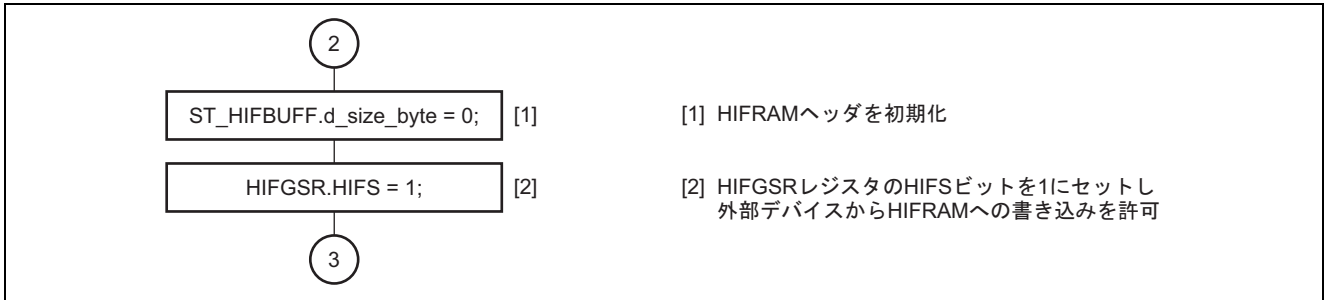 2
ST_HIFBUFF.d_size_byte = 0; [1] [1] HIFRAMヘッダを初期化
HIFGSR.HIFS = 1; [2] [2] HIFGSRレジスタのHIFSビットを1にセットし
外部デバイスからHIFRAMへの書き込みを許可
3